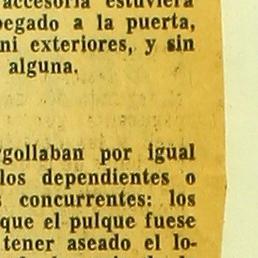 accesoria estuviera
pegado a la puerta,
ni exteriores, y sin
alguna.
gollaban por igual
los dependientes o
concurrentes: los
que el pulque fuese
tener aseado el lo-